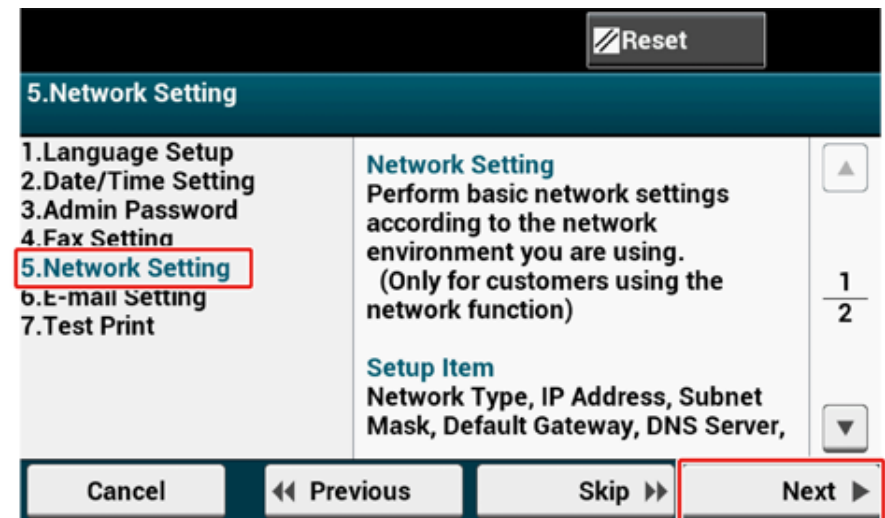 Reset
5.Network Setting
1.Language Setup
2.Date/Time Setting
3.Admin Password
4.Fax Setting
5.Network Setting
6.E-mail Setting
7.Test Print
Network Setting
Perform basic network settings
according to the network
environment you are using.
(Only for customers using the
network function)
Setup Item
Network Type, IP Address, Subnet
Mask, Default Gateway, DNS Server,
1
2
Cancel
Previous
Skip
Next